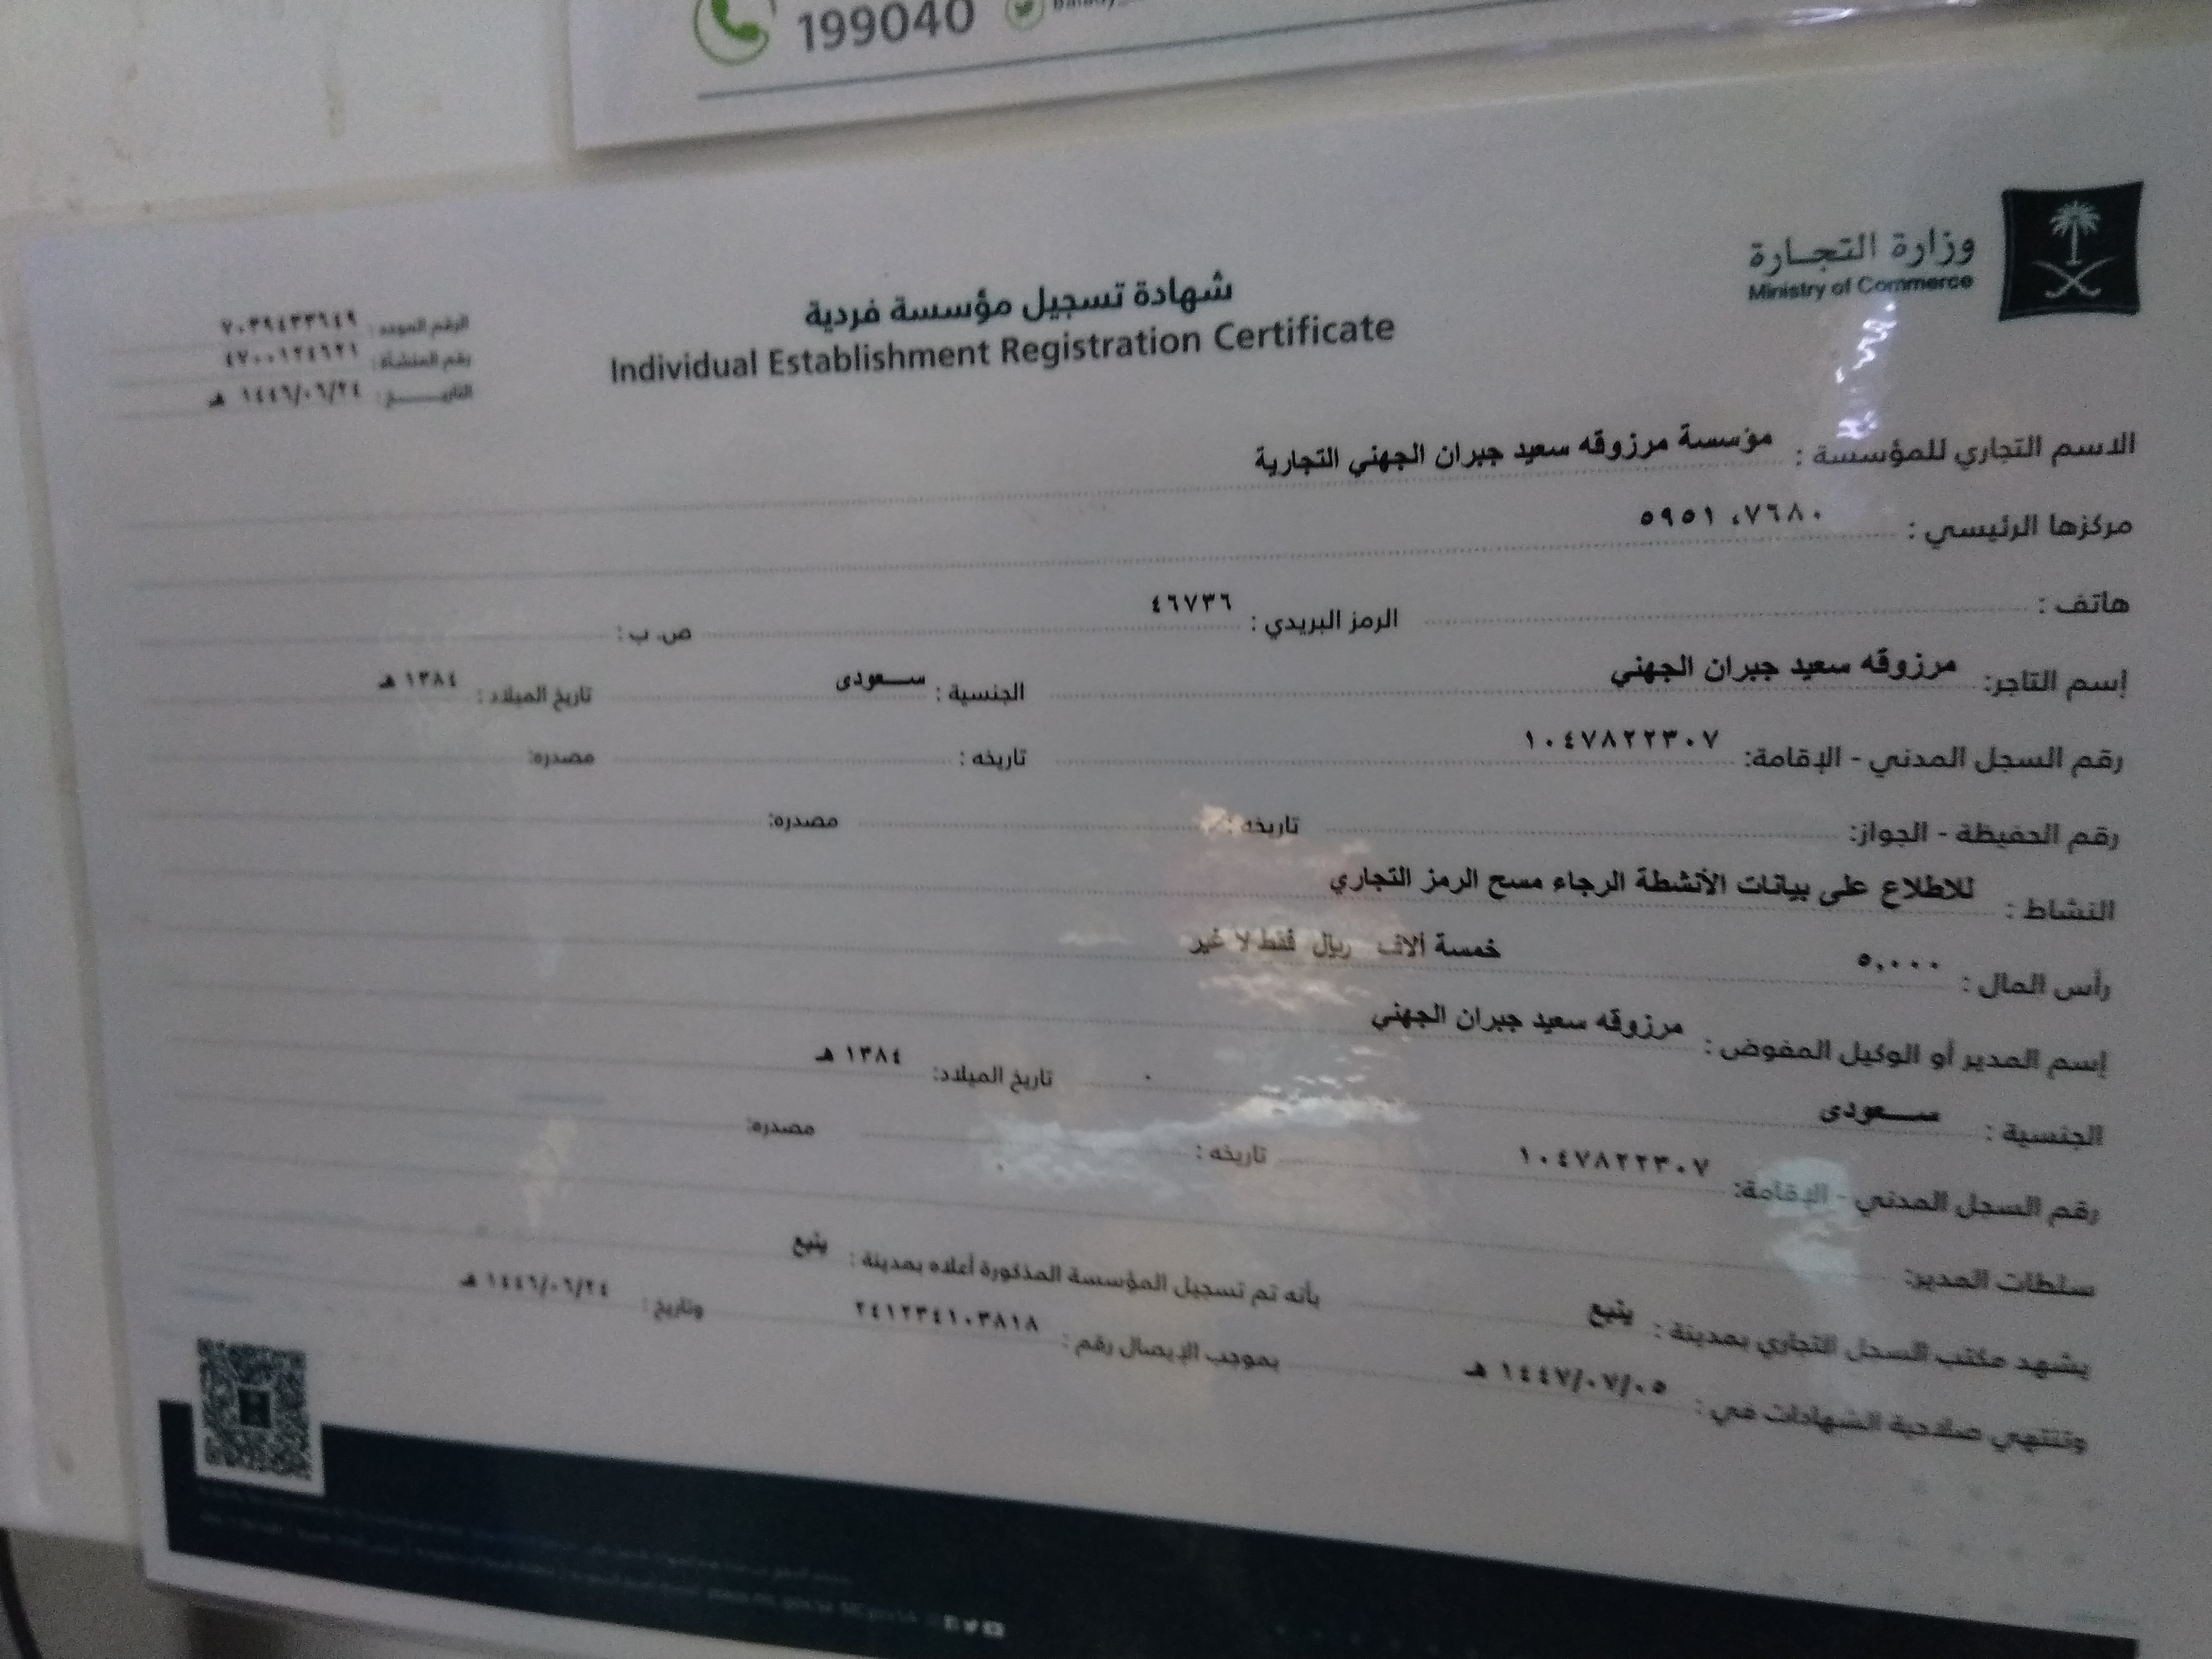 199040
وزارة التجارة
Ministry of Commerce
شهادة تسجيل مؤسسة فردية
Individual Establishment Registration Certificate
الرقم الموحد : ٧٠٣٩٤٣٣٦٤٩
رقم المنشأة : ٤٧٠٠١٢٤٦٢١
التاريـــــخ : ١٤٤٦/٠٦/٢٤ هـ
الاسم التجاري للمؤسسة : مؤسسة مرزوقه سعيد جبران الجهني التجارية
مركزها الرئيسي : ٧٦٨٠، ٥٩٥١
هاتف : الرمز البريدي : ٤٦٧٣٦ ص. ب :
إسم التاجر: مرزوقه سعيد جبران الجهني الجنسية : ســـعودى تاريخ الميلاد : ١٣٨٤ هـ
رقم السجل المدني - الإقامة: ١٠٤٧٨٢٢٣٠٧ تاريخه : مصدره:
رقم الحفيظة - الجواز: تاريخه : مصدره:
النشاط : للاطلاع على بيانات الأنشطة الرجاء مسح الرمز التجاري
رأس المال : ٥,٠٠٠ خمسة آلاف ريال فقط لا غير
إسم المدير أو الوكيل المفوض : مرزوقه سعيد جبران الجهني
الجنسية : ســـعودى تاريخ الميلاد: ١٣٨٤ هـ
رقم السجل المدني - الإقامة: ١٠٤٧٨٢٢٣٠٧ تاريخه : مصدره:
سلطات المدير:
يشهد مكتب السجل التجاري بمدينة : ينبع بأنه تم تسجيل المؤسسة المذكورة أعلاه بمدينة : ينبع
وتنتهي صلاحية الشهادات في : ١٤٤٧/٠٧/٠٥ هـ بموجب الإيصال رقم : ٢٤١٢٣٤١٠٣٨١٨ وتاريخ : ١٤٤٦/٠٦/٢٤ هـ